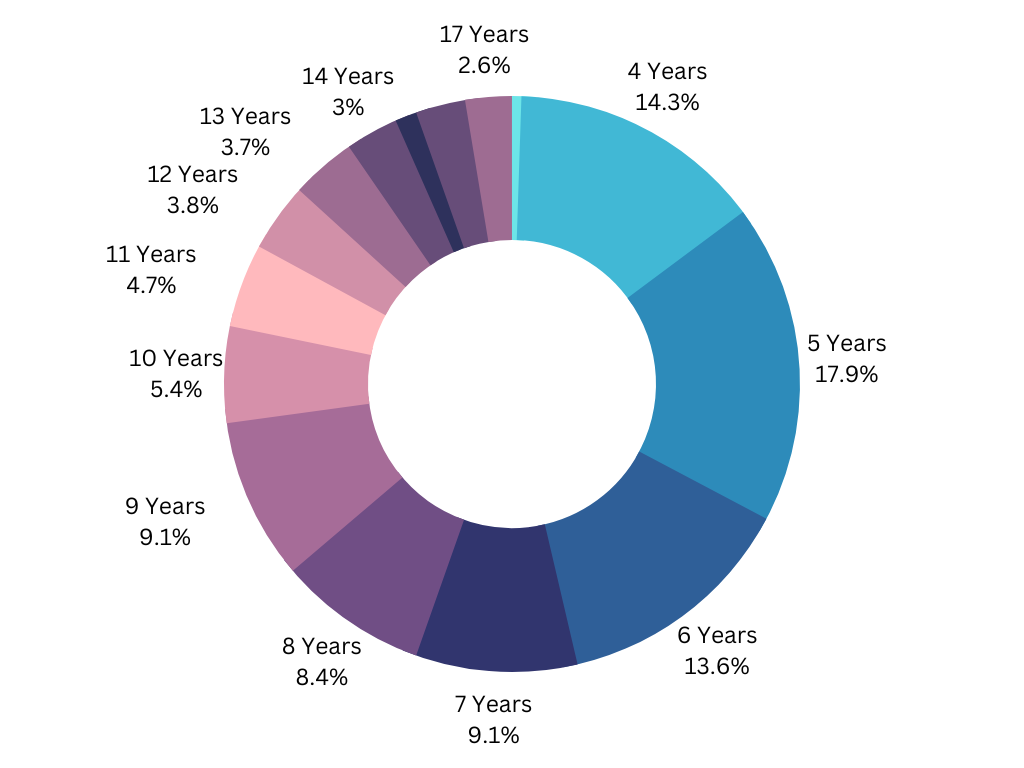 17 Years
2.6%
4 Years
14.3%
14 Years
3%
13 Years
3.7%
12 Years
3.8%
11 Years
4.7%
5 Years
17.9%
10 Years
5.4%
9 Years
9.1%
6 Years
13.6%
8 Years
8.4%
7 Years
9.1%